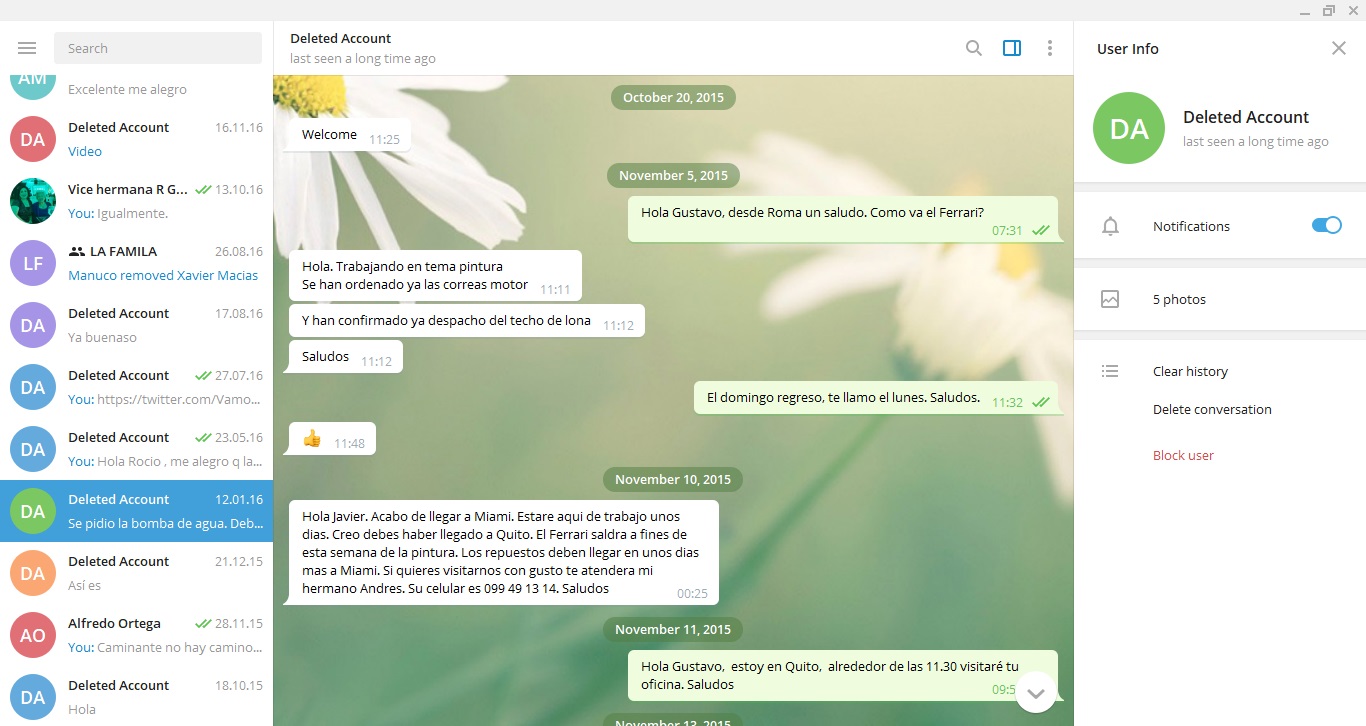 Search
AM
Excelente me alegro
DA
Deleted Account
16.11.16
Video
Vice hermana R G...
13.10.16
You: Igualmente.
LF
LA FAMILA
26.08.16
Manuco removed Xavier Macias
DA
Deleted Account
17.08.16
Ya buenaso
DA
Deleted Account
27.07.16
You: https://twitter.com/Vamo...
DA
Deleted Account
23.05.16
You: Hola Rocio , me alegro q la...
DA
Deleted Account
12.01.16
Se pidio la bomba de agua. Deb...
DA
Deleted Account
21.12.15
Así es
AO
Alfredo Ortega
28.11.15
You: Caminante no hay camino...
DA
Deleted Account
18.10.15
Hola
Deleted Account
last seen a long time ago
October 20, 2015
Welcome 11:25
November 5, 2015
Hola Gustavo, desde Roma un saludo. Como va el Ferrari?
07:31
Hola. Trabajando en tema pintura
Se han ordenado ya las correas motor 11:11
Y han confirmado ya despacho del techo de lona 11:12
Saludos 11:12
El domingo regreso, te llamo el lunes. Saludos. 11:32
👍 11:48
November 10, 2015
Hola Javier. Acabo de llegar a Miami. Estare aqui de trabajo unos
dias. Creo debes haber llegado a Quito. El Ferrari saldra a fines de
esta semana de la pintura. Los repuestos deben llegar en unos dias
mas a Miami. Si quieres visitarnos con gusto te atendera mi
hermano Andres. Su celular es 099 49 13 14. Saludos
00:25
November 11, 2015
Hola Gustavo, estoy en Quito, alrededor de las 11.30 visitaré tu
oficina. Saludos
09:5
November 13, 2015
User Info
DA
Deleted Account
last seen a long time ago
Notifications
5 photos
Clear history
Delete conversation
Block user